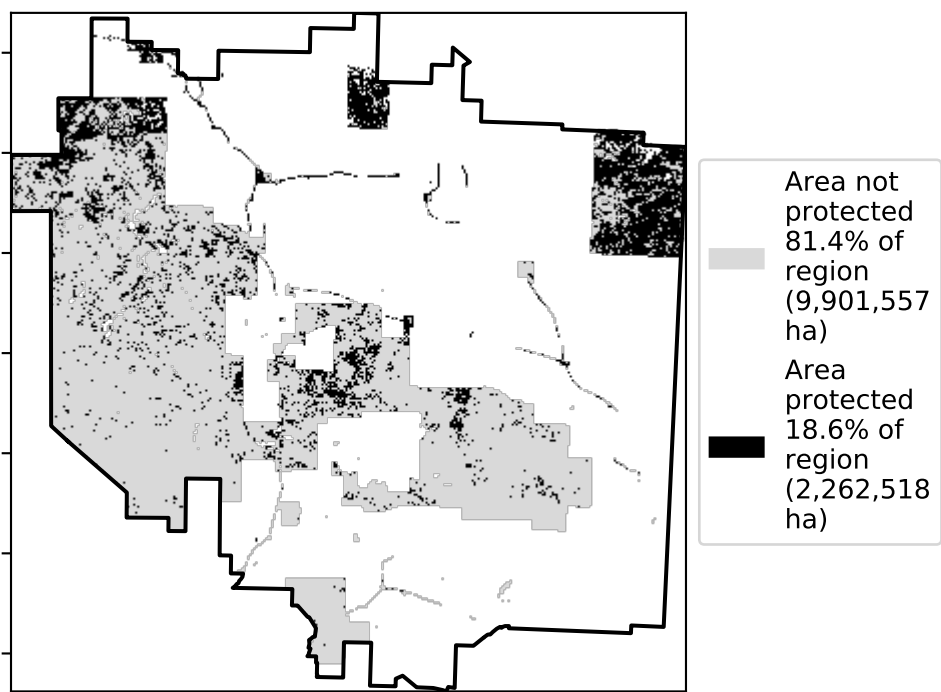 Area not
protected
81.4% of
region
(9,901,557
ha)
Area
protected
18.6% of
region
(2,262,518
ha)